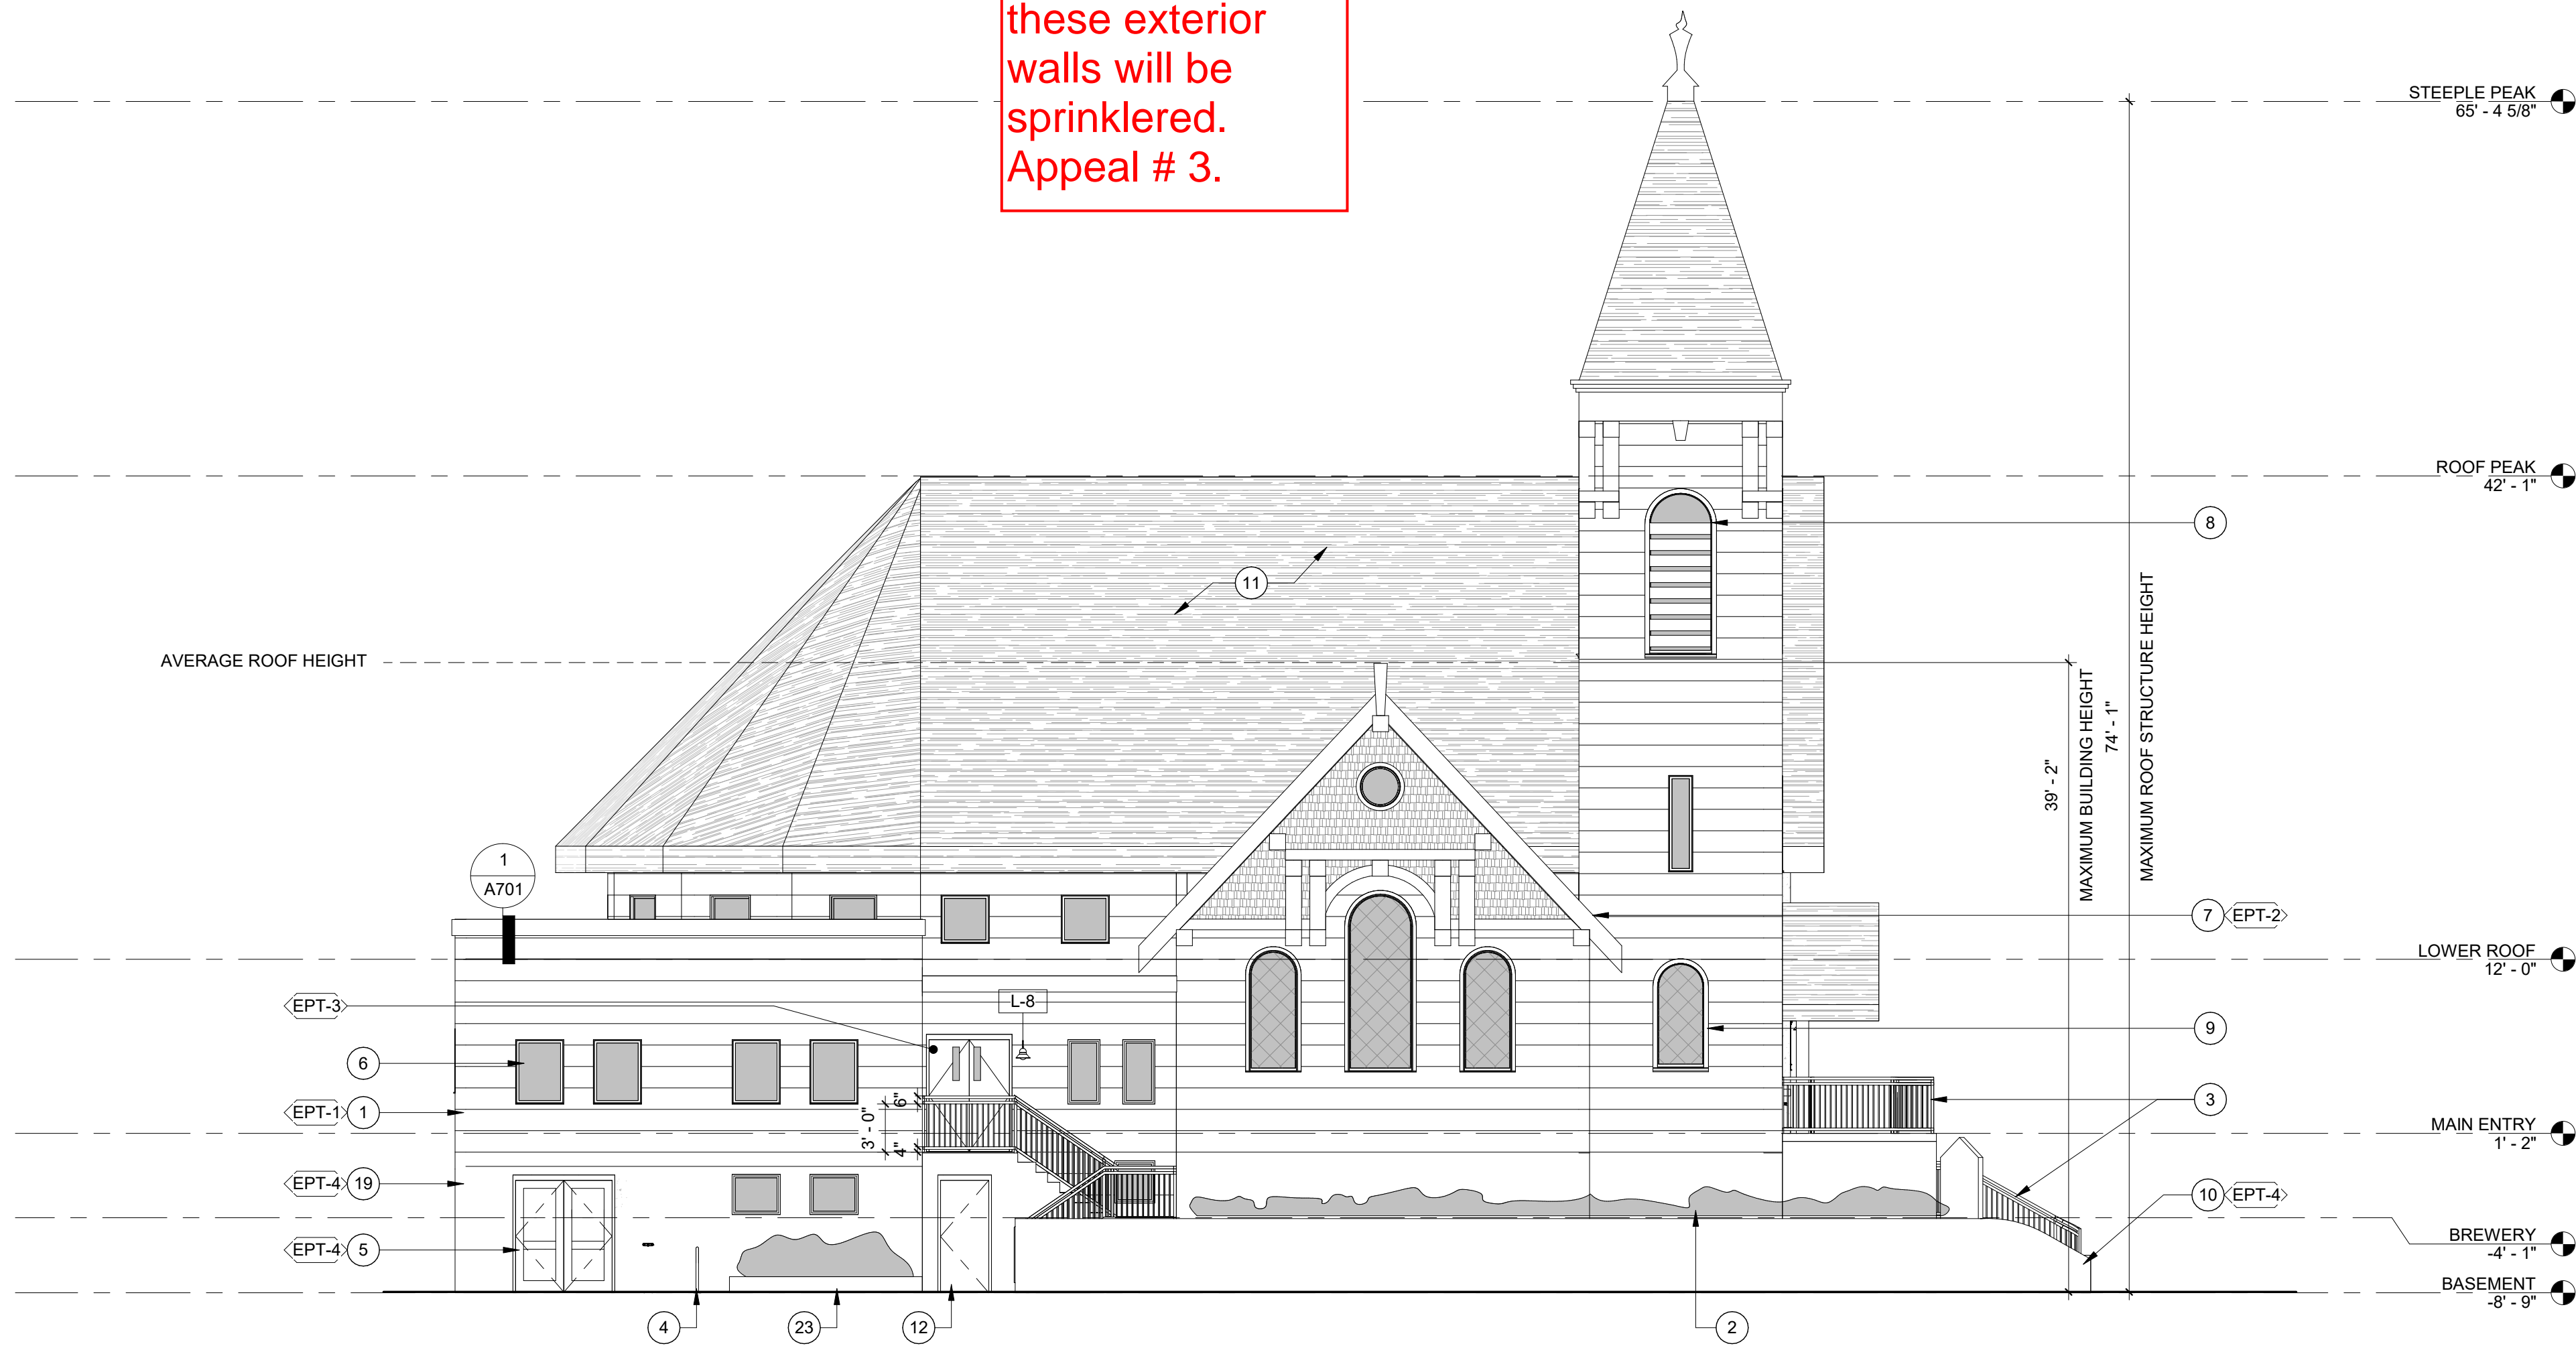 these exterior
walls will be
sprinklered.
Appeal # 3.
STEEPLE PEAK
65' - 4 5/8"
ROOF PEAK
42' - 1"
8
11
AVERAGE ROOF HEIGHT
39' - 2"
MAXIMUM BUILDING HEIGHT
74' - 1"
MAXIMUM ROOF STRUCTURE HEIGHT
1
A701
7 EPT-2
LOWER ROOF
12' - 0"
EPT-3
L-8
9
6
EPT-1 1
6"
3' - 0"
4"
3
MAIN ENTRY
1' - 2"
EPT-4 19
10 EPT-4
EPT-4 5
BREWERY
-4' - 1"
BASEMENT
-8' - 9"
4
23
12
2